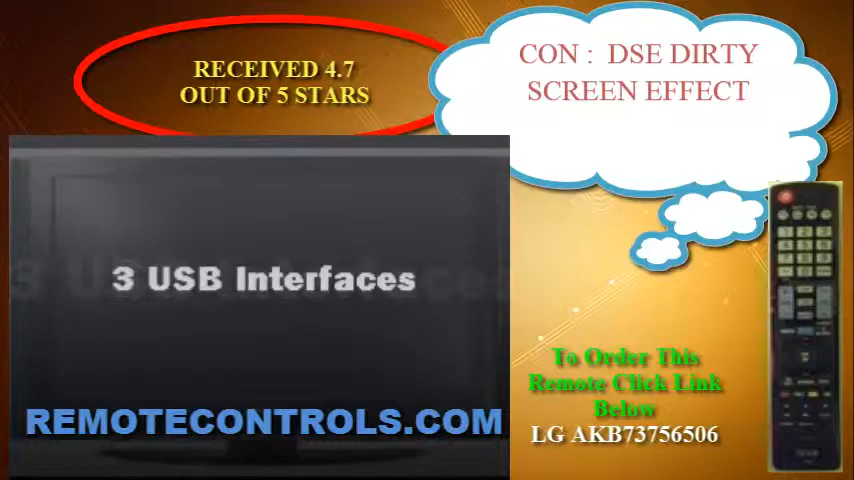 RECEIVED 4.7
OUT OF 5 STARS
CON : DSE DIRTY
SCREEN EFFECT
3 USB Interfaces
REMOTECONTROLS.COM
To Order This
Remote Click Link
Below
LG AKB73756506